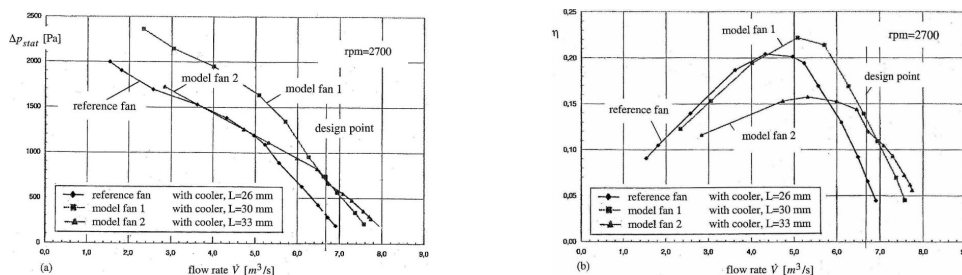 Δp_stat [Pa]
rpm=2700
2500
2000
1500
1000
500
0
model fan 2
model fan 1
reference fan
design point
reference fan with cooler, L=26 mm
model fan 1 with cooler, L=30 mm
model fan 2 with cooler, L=33 mm
0,0 1,0 2,0 3,0 4,0 5,0 6,0 7,0 8,0 9,0
(a)
flow rate V̇ [m³/s]
η
0,25
0,20
0,15
0,10
0,05
0,00
model fan 1
rpm=2700
design point
reference fan
model fan 2
reference fan with cooler, L=26 mm
model fan 1 with cooler, L=30 mm
model fan 2 with cooler, L=33 mm
0,0 1,0 2,0 3,0 4,0 5,0 6,0 7,0 8,0 9,0
(b)
flow rate V̇ [m³/s]